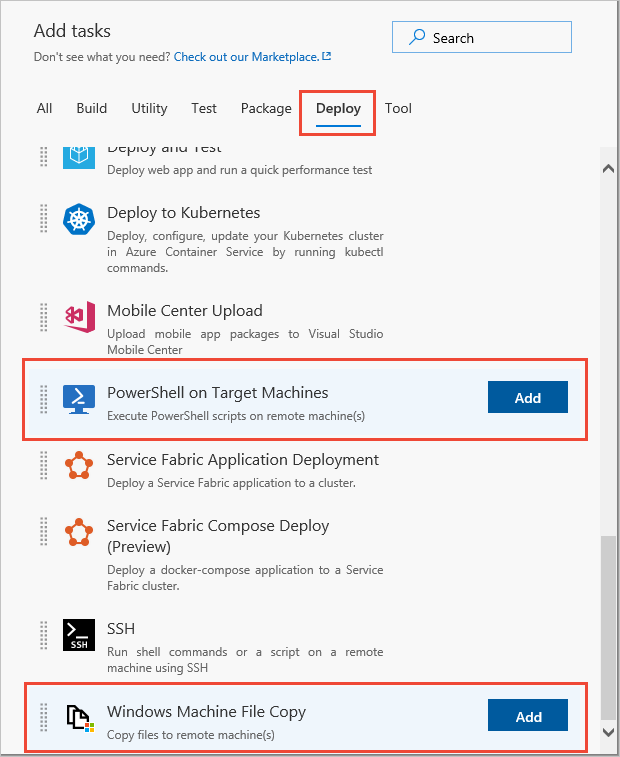 Add tasks
Don't see what you need? Check out our Marketplace.
Search
All Build Utility Test Package Deploy Tool
Deploy and Test
Deploy web app and run a quick performance test
Deploy to Kubernetes
Deploy, configure, update your Kubernetes cluster
in Azure Container Service by running kubectl
commands.
Mobile Center Upload
Upload mobile app packages to Visual Studio
Mobile Center
PowerShell on Target Machines
Add
Execute PowerShell scripts on remote machine(s)
Service Fabric Application Deployment
Deploy a Service Fabric application to a cluster.
Service Fabric Compose Deploy
(Preview)
Deploy a docker-compose application to a Service
Fabric cluster.
SSH
SSH
Run shell commands or a script on a remote
machine using SSH
Windows Machine File Copy
Add
Copy files to remote machine(s)